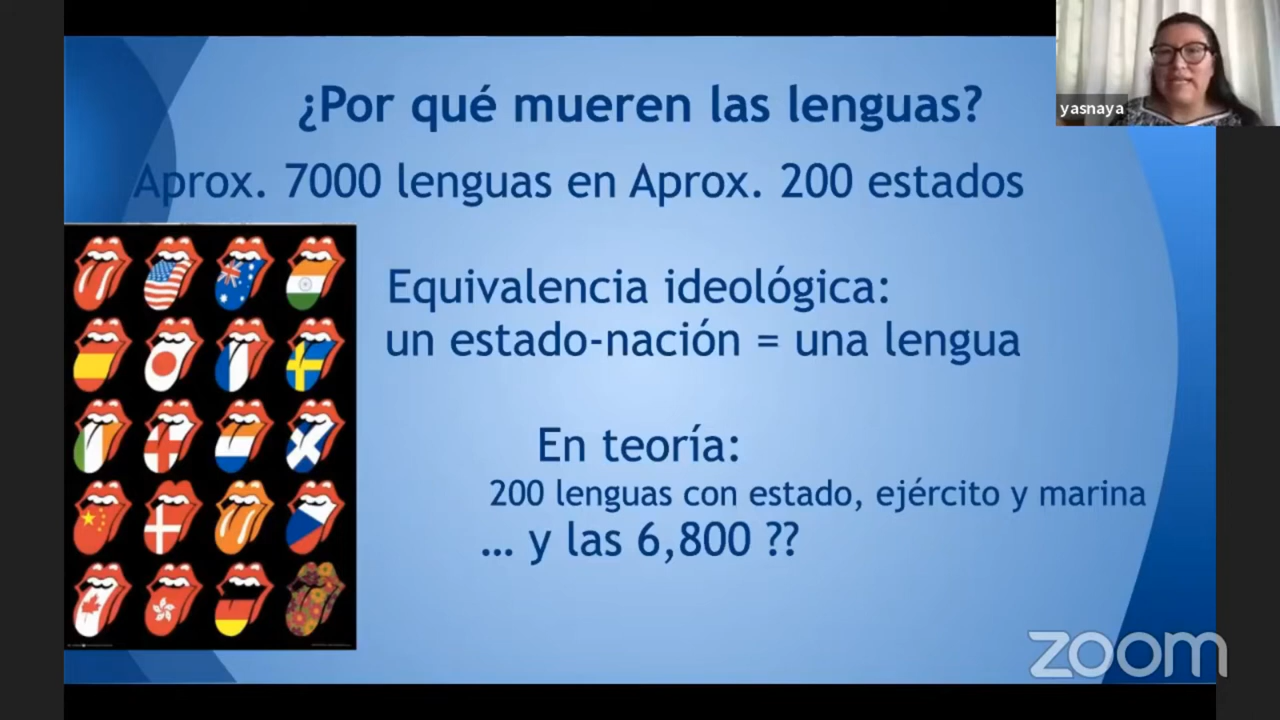 ¿Por qué mueren las lenguas?
yasnaya
Aprox. 7000 lenguas en Aprox. 200 estados
Equivalencia ideológica:
un estado-nación = una lengua
En teoría:
200 lenguas con estado, ejército y marina
... y las 6,800 ??
zoom